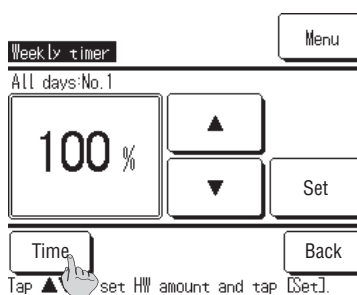 Menu
Weekly timer
All days:No.1
100 %
▲
▼
Set
Time
Back
Tap ▲ set HW amount and tap [Set].